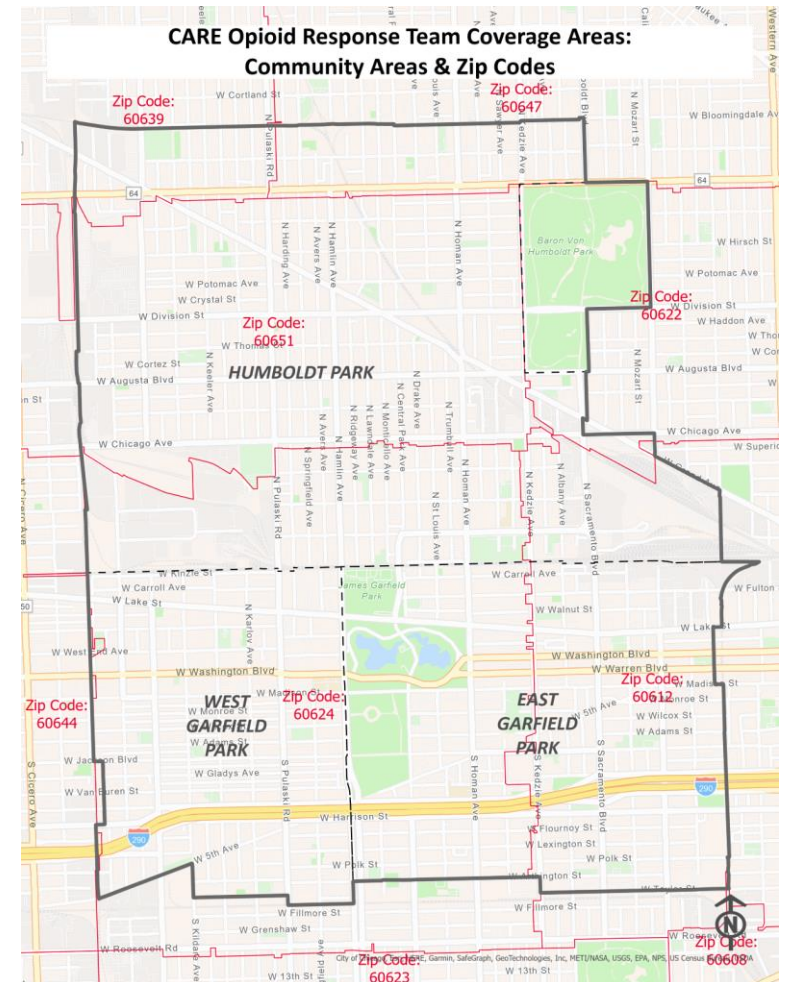 CARE Opioid Response Team Coverage Areas:
Community Areas & Zip Codes
Western Ave
Zip Code:
60639
W Cortland St
Zip Code:
60647
N Pulaski Rd
N Kedzie Ave
N Mozart St
W Bloomingdale Av
64
64
N Harding Ave
N Avers Ave
N Hamlin Ave
N Homan Ave
Baron Von
Humboldt Park
W Hirsch St
W Potomac Ave
W Potomac Ave
W Crystal St
Zip Code:
60622
W Division St
W Division St
W Haddon Ave
Zip Code:
60651
HUMBOLDT PARK
W Cortez St
W Augusta Blvd
W Augusta Blvd
N Keeler Ave
N Mozart St
N Drake Ave
N Central Park Ave
N Monticello Ave
N Lawndale Ave
N Ridgeway Ave
N Trumbull Ave
N Avers Ave
N Hamlin Ave
N Springfield Ave
W Chicago Ave
W Chicago Ave
N Homan Ave
N St Louis Ave
N Pulaski Rd
N Kedzie Ave
N Albany Ave
N Sacramento Blvd
N Cicero Ave
W Kinzie St
W Carroll Ave
W Carroll Ave
W Lake St
James Garfield
Park
W Fulton
50
W Walnut St
W Lake St
N Karlov Ave
W West End Ave
W Washington Blvd
W Washington Blvd
W Warren Blvd
Zip Code:
60612
Zip Code:
60624
Zip Code:
60644
WEST
GARFIELD
PARK
EAST
GARFIELD
PARK
W Madison St
W Monroe St
W Monroe St
W 5th Ave
W Wilcox St
W Adams St
W Adams St
W Jackson Blvd
W Gladys Ave
W Van Buren St
S Cicero Ave
S Pulaski Rd
S Homan Ave
S Kedzie Ave
S Sacramento Blvd
290
290
W Harrison St
W Flournoy St
W Lexington St
W 5th Ave
W Polk St
W Polk St
W Fillmore St
W Fillmore St
W Grenshaw St
S Kildare Ave
W Roosevelt Rd
N
Zip Code:
60608
Zip Code:
60623
W 13th St
W 13th St